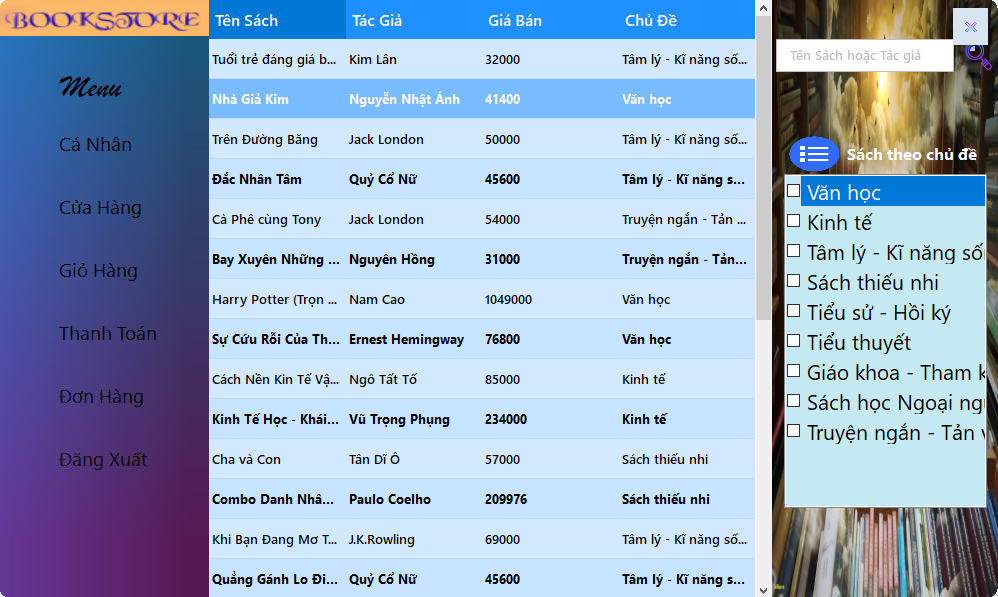 BOOKSTORE
Menu
Cá Nhân
Cửa Hàng
Giỏ Hàng
Thanh Toán
Đơn Hàng
Đăng Xuất
Tên Sách Tác Giả Giá Bán Chủ Đề
Tuổi trẻ đáng giá b... Kim Lân 32000 Tâm lý - Kĩ năng số...
Nhà Giả Kim Nguyễn Nhật Ánh 41400 Văn học
Trên Đường Băng Jack London 50000 Tâm lý - Kĩ năng số...
Đắc Nhân Tâm Quỷ Cổ Nữ 45600 Tâm lý - Kĩ năng s...
Cà Phê cùng Tony Jack London 54000 Truyện ngắn - Tản ...
Bay Xuyên Những ... Nguyên Hồng 31000 Truyện ngắn - Tản...
Harry Potter (Trọn ... Nam Cao 1049000 Văn học
Sự Cứu Rỗi Của Th... Ernest Hemingway 76800 Văn học
Cách Nền Kin Tế Vậ... Ngô Tất Tố 85000 Kinh tế
Kinh Tế Học - Khái... Vũ Trọng Phụng 234000 Kinh tế
Cha và Con Tân Dĩ Ô 57000 Sách thiếu nhi
Combo Danh Nhâ... Paulo Coelho 209976 Sách thiếu nhi
Khi Bạn Đang Mơ T... J.K.Rowling 69000 Tâm lý - Kĩ năng số...
Quẳng Gánh Lo Đi... Quỷ Cổ Nữ 45600 Tâm lý - Kĩ năng s...
Tên Sách hoặc Tác giả
Sách theo chủ đề
Văn học
Kinh tế
Tâm lý - Kĩ năng số
Sách thiếu nhi
Tiểu sử - Hồi ký
Tiểu thuyết
Giáo khoa - Tham k
Sách học Ngoại ng
Truyện ngắn - Tản v